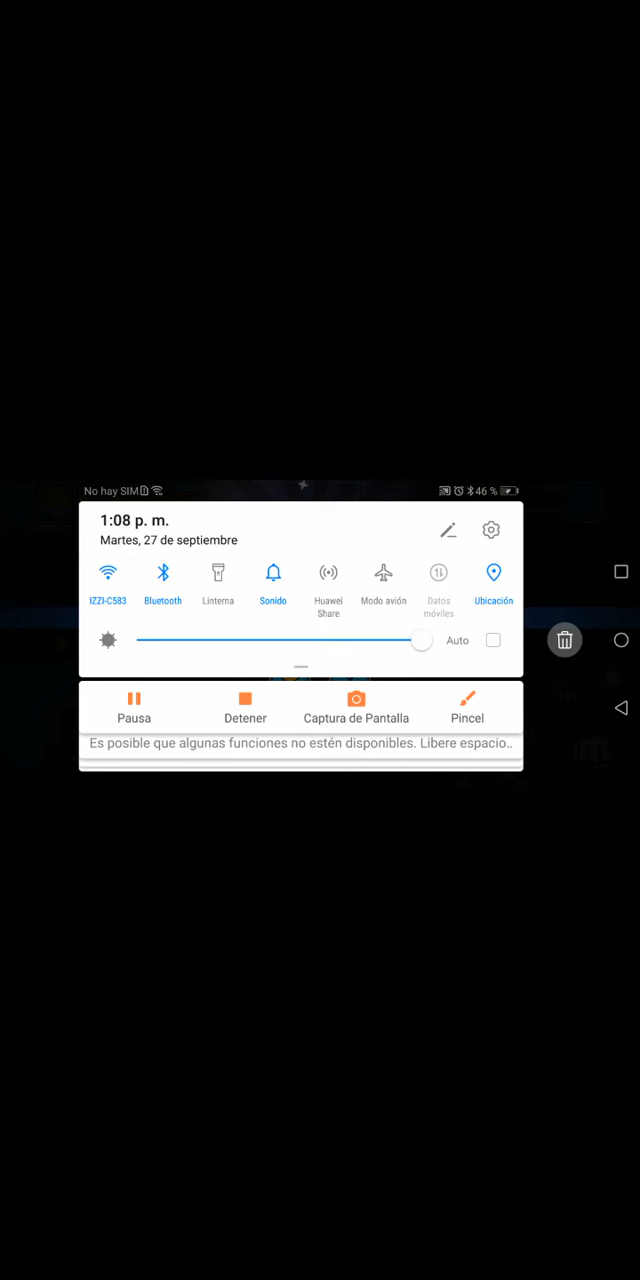 No hay SIM 46 %
1:08 p. m.
Martes, 27 de septiembre
IZZI-C583 Bluetooth Linterna Sonido Huawei Share Modo avión Datos móviles Ubicación
Auto
Pausa Detener Captura de Pantalla Pincel
Es posible que algunas funciones no estén disponibles. Libere espacio..